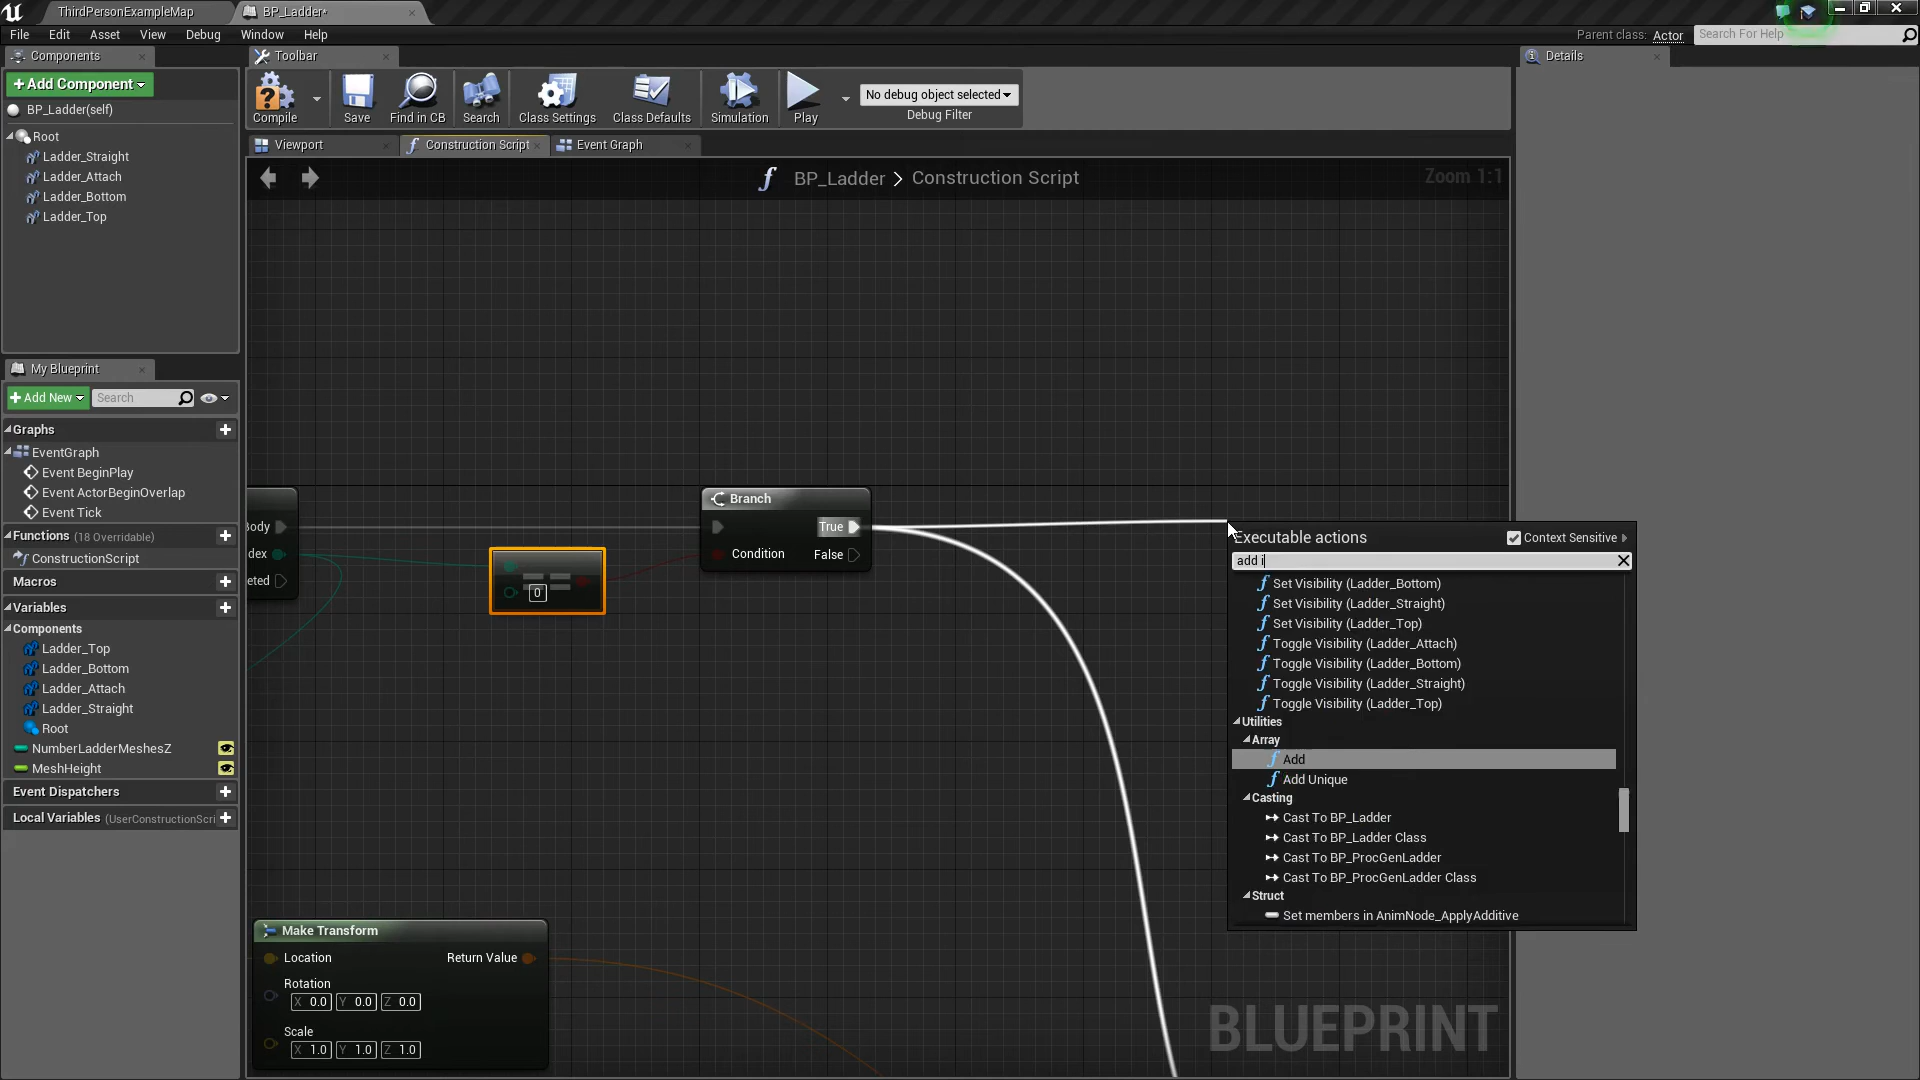 ThirdPersonExampleMap
BP_Ladder*
File Edit Asset View Debug Window Help
Parent class: Actor
Search For Help
Components
Toolbar
Details
+ Add Component
BP_Ladder(self)
Root
Ladder_Straight
Ladder_Attach
Ladder_Bottom
Ladder_Top
Compile
Save
Find in CB
Search
Class Settings
Class Defaults
Simulation
Play
No debug object selected
Debug Filter
Viewport
Construction Script
Event Graph
BP_Ladder > Construction Script
Zoom 1:1
My Blueprint
+ Add New
Search
Graphs
EventGraph
Event BeginPlay
Event ActorBeginOverlap
Event Tick
Functions (18 Overridable)
ConstructionScript
Macros
Variables
Components
Ladder_Top
Ladder_Bottom
Ladder_Attach
Ladder_Straight
Root
NumberLadderMeshesZ
MeshHeight
Event Dispatchers
Local Variables (UserConstructionScri
Body
dex
eted
0
Branch
True
Condition
False
Executable actions
Context Sensitive
add i
Set Visibility (Ladder_Bottom)
Set Visibility (Ladder_Straight)
Set Visibility (Ladder_Top)
Toggle Visibility (Ladder_Attach)
Toggle Visibility (Ladder_Bottom)
Toggle Visibility (Ladder_Straight)
Toggle Visibility (Ladder_Top)
Utilities
Array
Add
Add Unique
Casting
Cast To BP_Ladder
Cast To BP_Ladder Class
Cast To BP_ProcGenLadder
Cast To BP_ProcGenLadder Class
Struct
Set members in AnimNode_ApplyAdditive
Make Transform
Location
Return Value
Rotation
X 0.0 Y 0.0 Z 0.0
Scale
X 1.0 Y 1.0 Z 1.0
BLUEPRINT